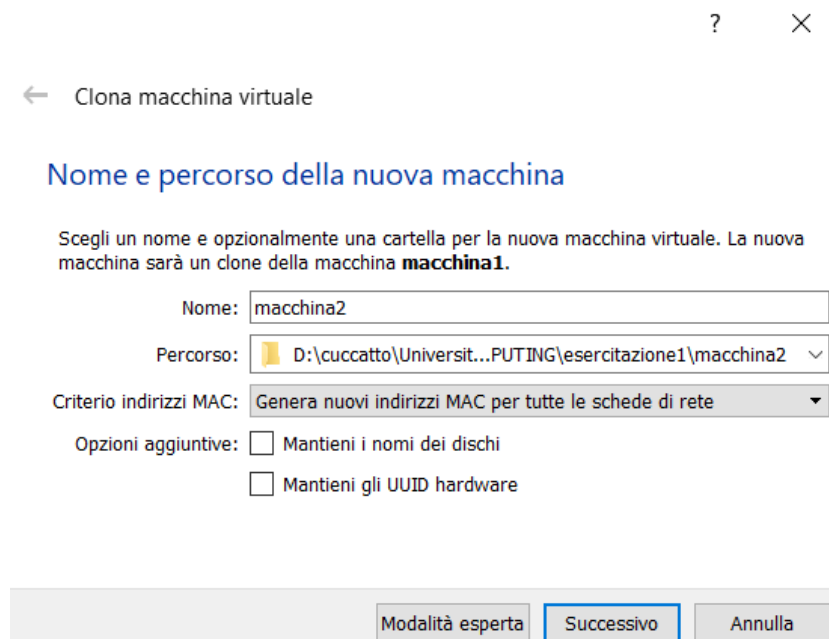 ?
Clona macchina virtuale
Nome e percorso della nuova macchina
Scegli un nome e opzionalmente una cartella per la nuova macchina virtuale. La nuova
macchina sarà un clone della macchina macchina1.
Nome: macchina2
Percorso: D:\cuccatto\Universit...PUTING\esercitazione1\macchina2
Criterio indirizzi MAC: Genera nuovi indirizzi MAC per tutte le schede di rete
Opzioni aggiuntive: Mantieni i nomi dei dischi
Mantieni gli UUID hardware
Modalità esperta Successivo Annulla